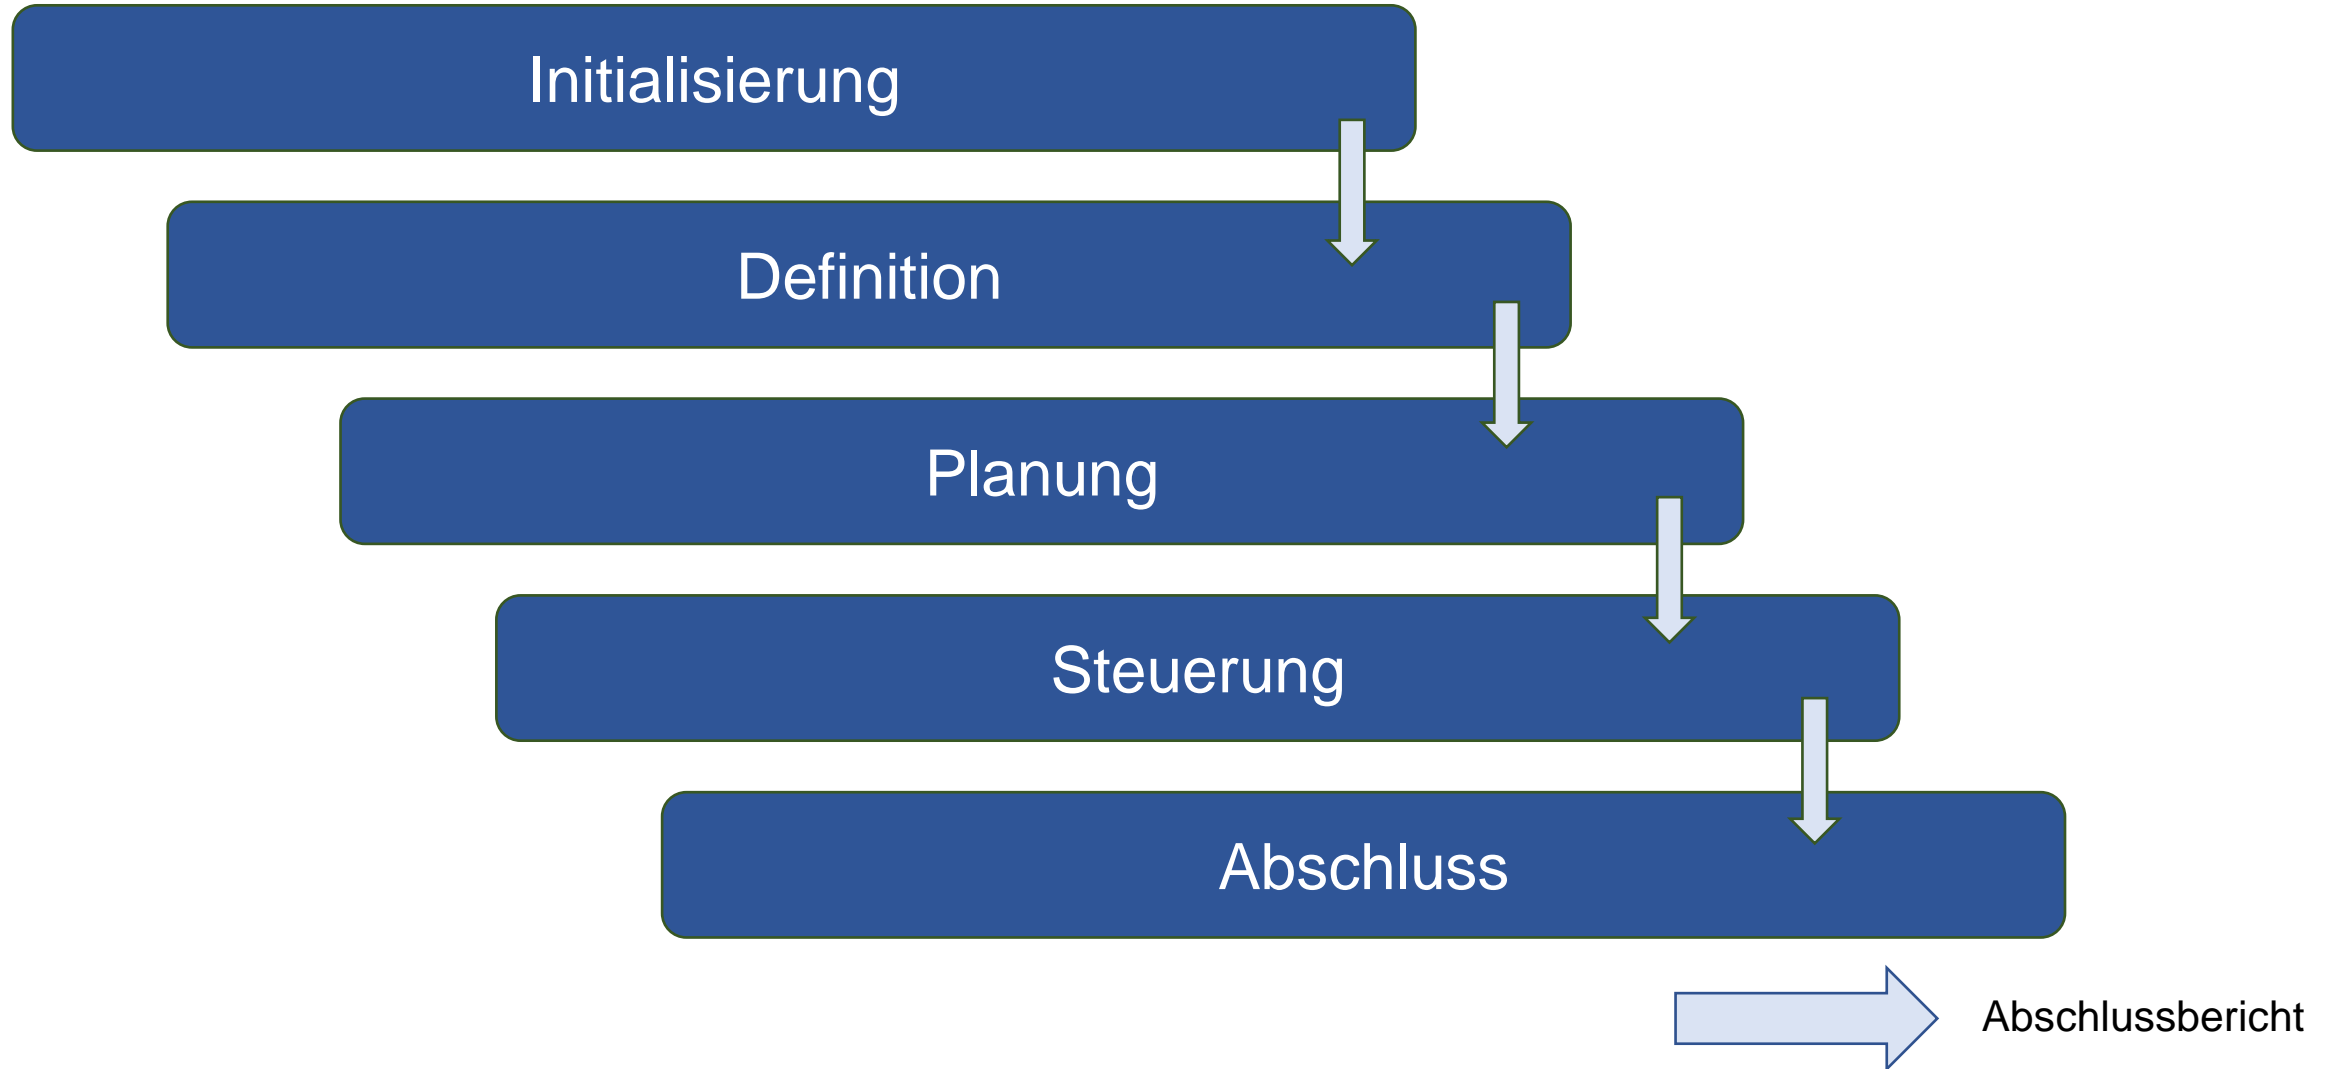 Initialisierung
Definition
Planung
Steuerung
Abschluss
Abschlussbericht